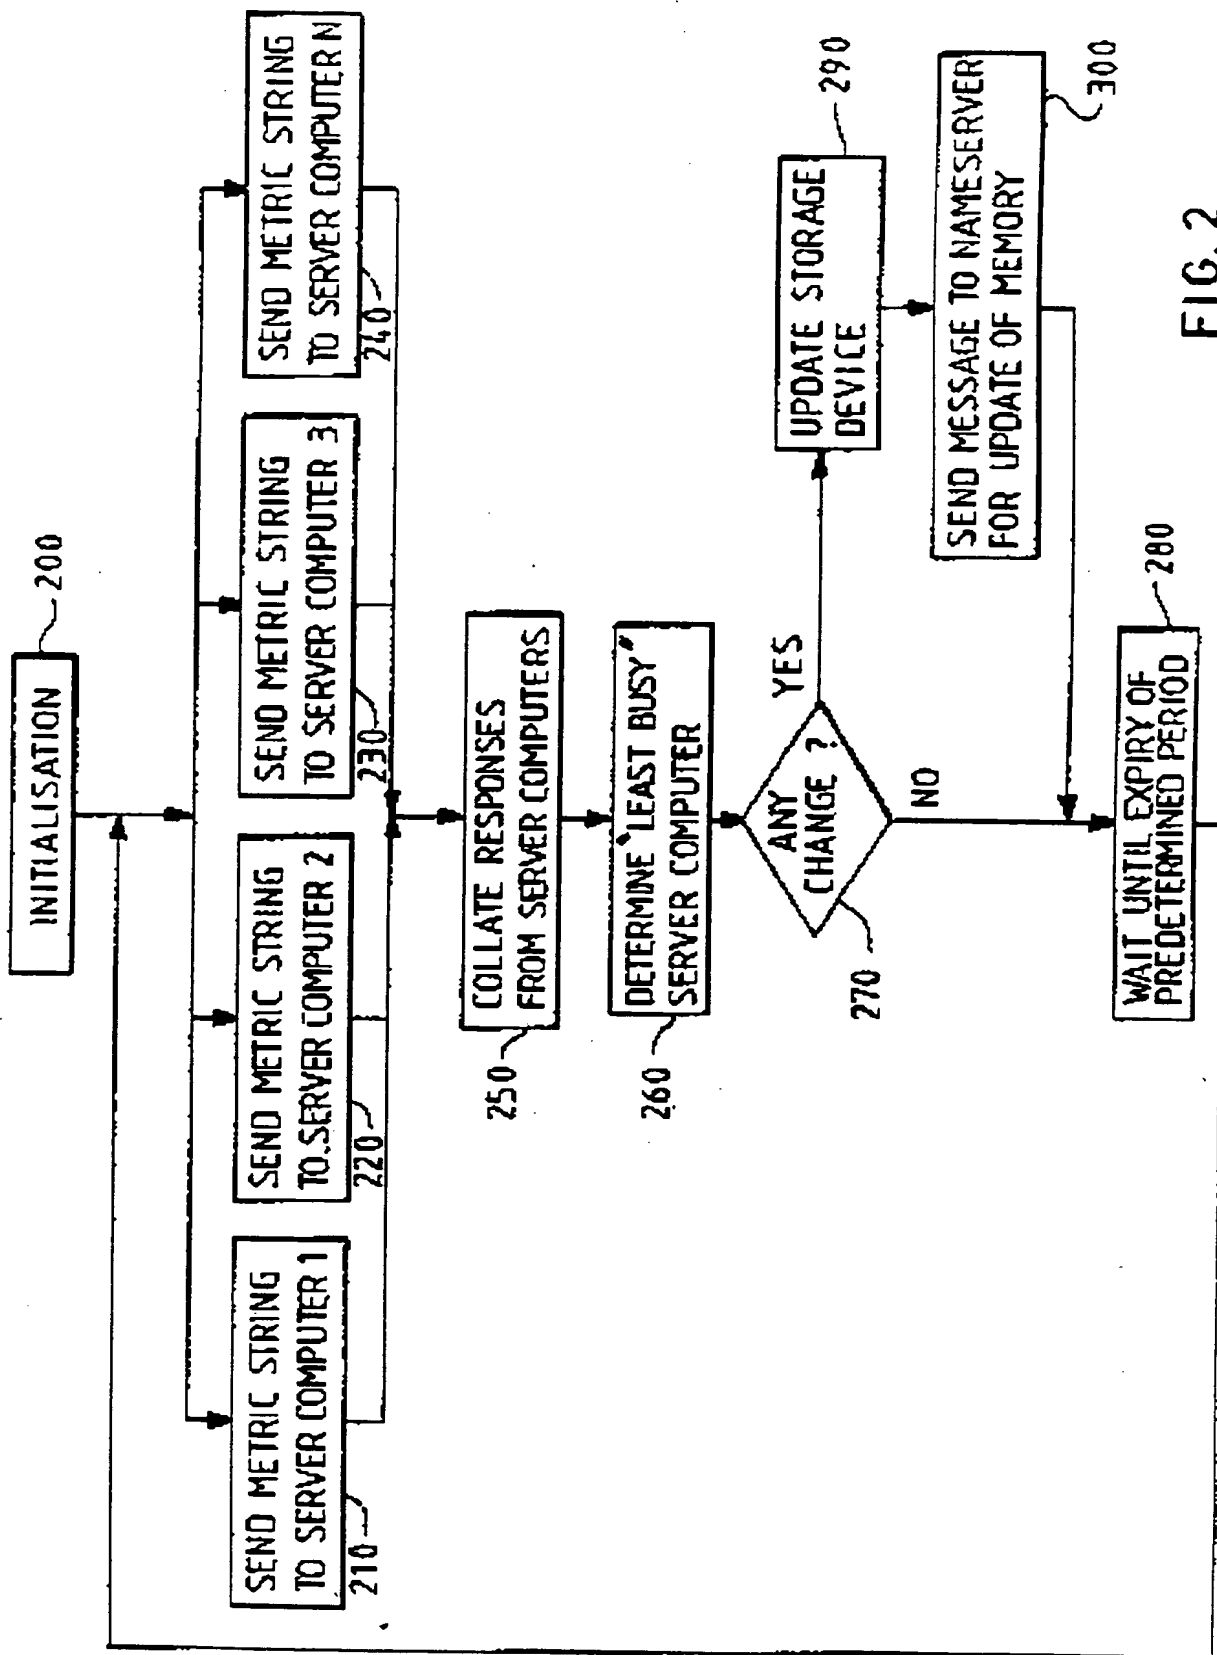 INITIALISATION
200
SEND METRIC STRING
TO SERVER COMPUTER 1
210
SEND METRIC STRING
TO SERVER COMPUTER 2
220
SEND METRIC STRING
TO SERVER COMPUTER 3
230
SEND METRIC STRING
TO SERVER COMPUTER N
240
COLLATE RESPONSES
FROM SERVER COMPUTERS
250
DETERMINE "LEAST BUSY"
SERVER COMPUTER
260
ANY
CHANGE ?
270
YES
NO
UPDATE STORAGE
DEVICE
290
SEND MESSAGE TO NAMESERVER
FOR UPDATE OF MEMORY
300
WAIT UNTIL EXPIRY OF
PREDETERMINED PERIOD
280
FIG. 2